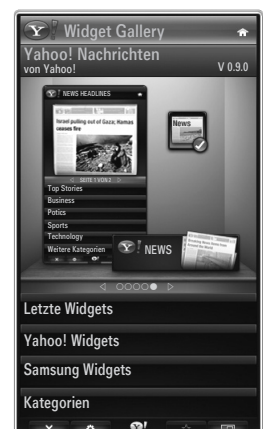 Y! Widget Gallery
Yahoo! Nachrichten
von Yahoo!
V 0.9.0
Y! NEWS HEADLINES
Israel pulling out of Gaza; Hamas
ceases fire
SEITE 1 VON 2
Top Stories
Business
Potics
Sports
Technology
Weitere Kategorien
News
Y! NEWS
Letzte Widgets
Yahoo! Widgets
Samsung Widgets
Kategorien
Y!